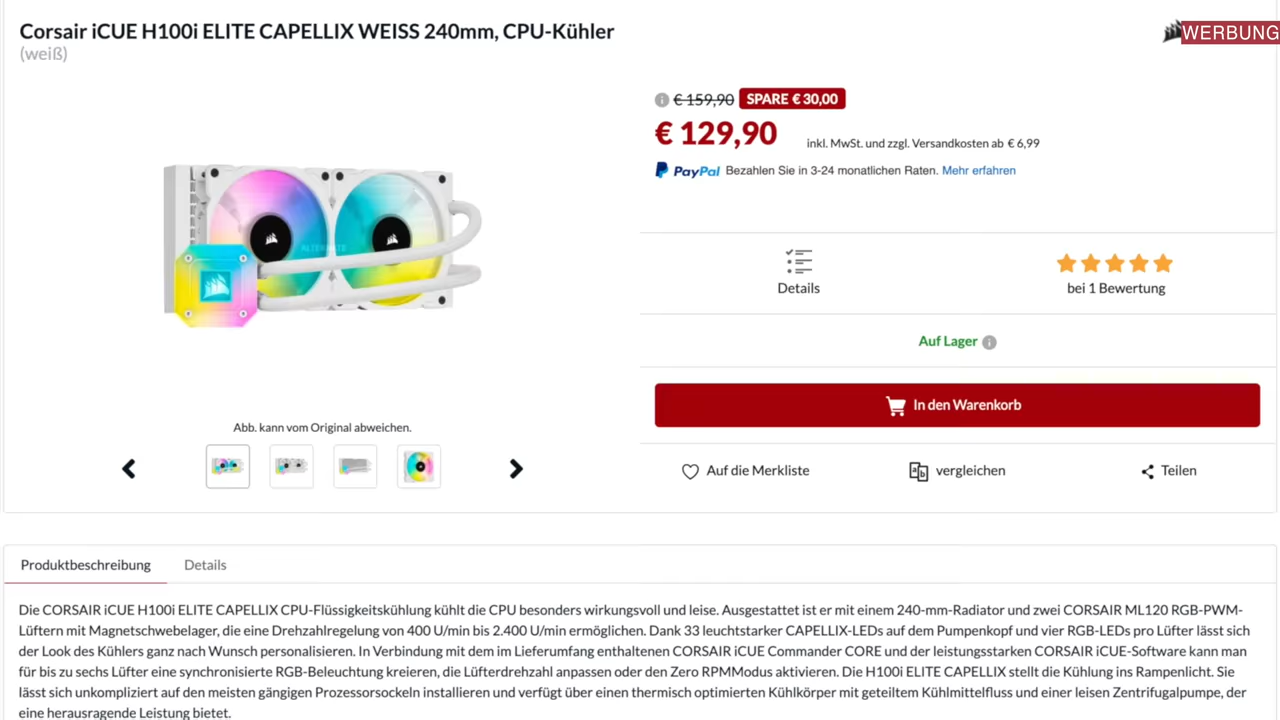 Corsair iCUE H100i ELITE CAPELLIX WEISS 240mm, CPU-Kühler
(weiß)
WERBUNG
€ 159,90 SPARE € 30,00
€ 129,90 inkl. MwSt. und zzgl. Versandkosten ab € 6,99
PayPal Bezahlen Sie in 3-24 monatlichen Raten. Mehr erfahren
ALTERNATE
Details
bei 1 Bewertung
Auf Lager
In den Warenkorb
Abb. kann vom Original abweichen.
Auf die Merkliste vergleichen Teilen
Produktbeschreibung Details
Die CORSAIR iCUE H100i ELITE CAPELLIX CPU-Flüssigkeitskühlung kühlt die CPU besonders wirkungsvoll und leise. Ausgestattet ist er mit einem 240-mm-Radiator und zwei CORSAIR ML120 RGB-PWM-
Lüftern mit Magnetschwebelager, die eine Drehzahlregelung von 400 U/min bis 2.400 U/min ermöglichen. Dank 33 leuchtstarker CAPELLIX-LEDs auf dem Pumpenkopf und vier RGB-LEDs pro Lüfter lässt sich
der Look des Kühlers ganz nach Wunsch personalisieren. In Verbindung mit dem im Lieferumfang enthaltenen CORSAIR iCUE Commander CORE und der leistungsstarken CORSAIR iCUE-Software kann man
für bis zu sechs Lüfter eine synchronisierte RGB-Beleuchtung kreieren, die Lüfterdrehzahl anpassen oder den Zero RPMModus aktivieren. Die H100i ELITE CAPELLIX stellt die Kühlung ins Rampenlicht. Sie
lässt sich unkompliziert auf den meisten gängigen Prozessorsockeln installieren und verfügt über einen thermisch optimierten Kühlkörper mit geteiltem Kühlmittelfluss und einer leisen Zentrifugalpumpe, der
eine herausragende Leistung bietet.